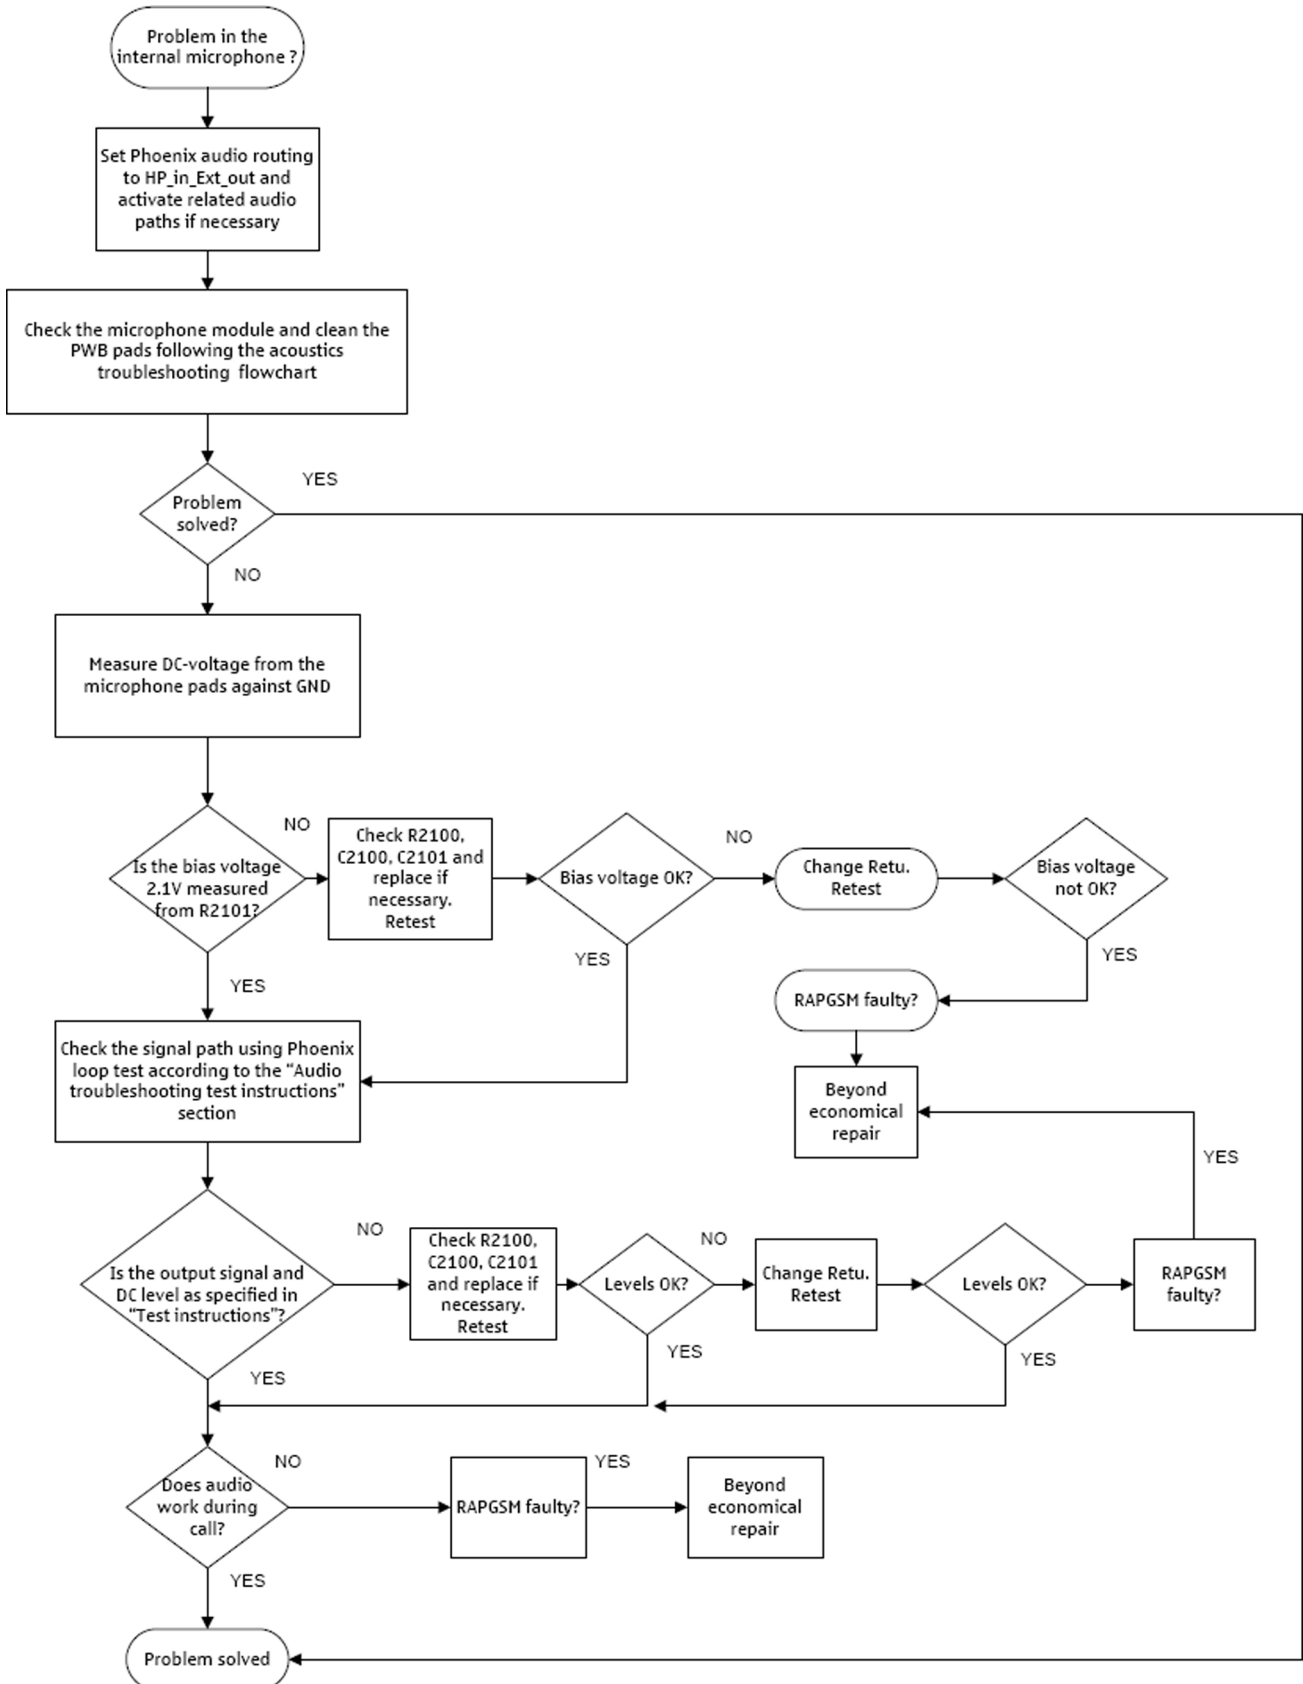 Problem in the
internal microphone ?
Set Phoenix audio routing
to HP_in_Ext_out and
activate related audio
paths if necessary
Check the microphone module and clean the
PWB pads following the acoustics
troubleshooting flowchart
YES
Problem
solved?
NO
Measure DC-voltage from the
microphone pads against GND
NO
Is the bias voltage
2.1V measured
from R2101?
Check R2100,
C2100, C2101 and
replace if
necessary.
Retest
Bias voltage OK?
NO
Change Retu.
Retest
Bias voltage
not OK?
YES
YES
YES
RAPGSM faulty?
Check the signal path using Phoenix
loop test according to the “Audio
troubleshooting test instructions”
section
Beyond
economical
repair
YES
NO
Is the output signal and
DC level as specified in
“Test instructions”?
Check R2100,
C2100, C2101
and replace if
necessary.
Retest
Levels OK?
NO
Change Retu.
Retest
Levels OK?
RAPGSM
faulty?
YES
YES
YES
NO
Does audio
work during
call?
RAPGSM faulty?
YES
Beyond
economical
repair
YES
Problem solved